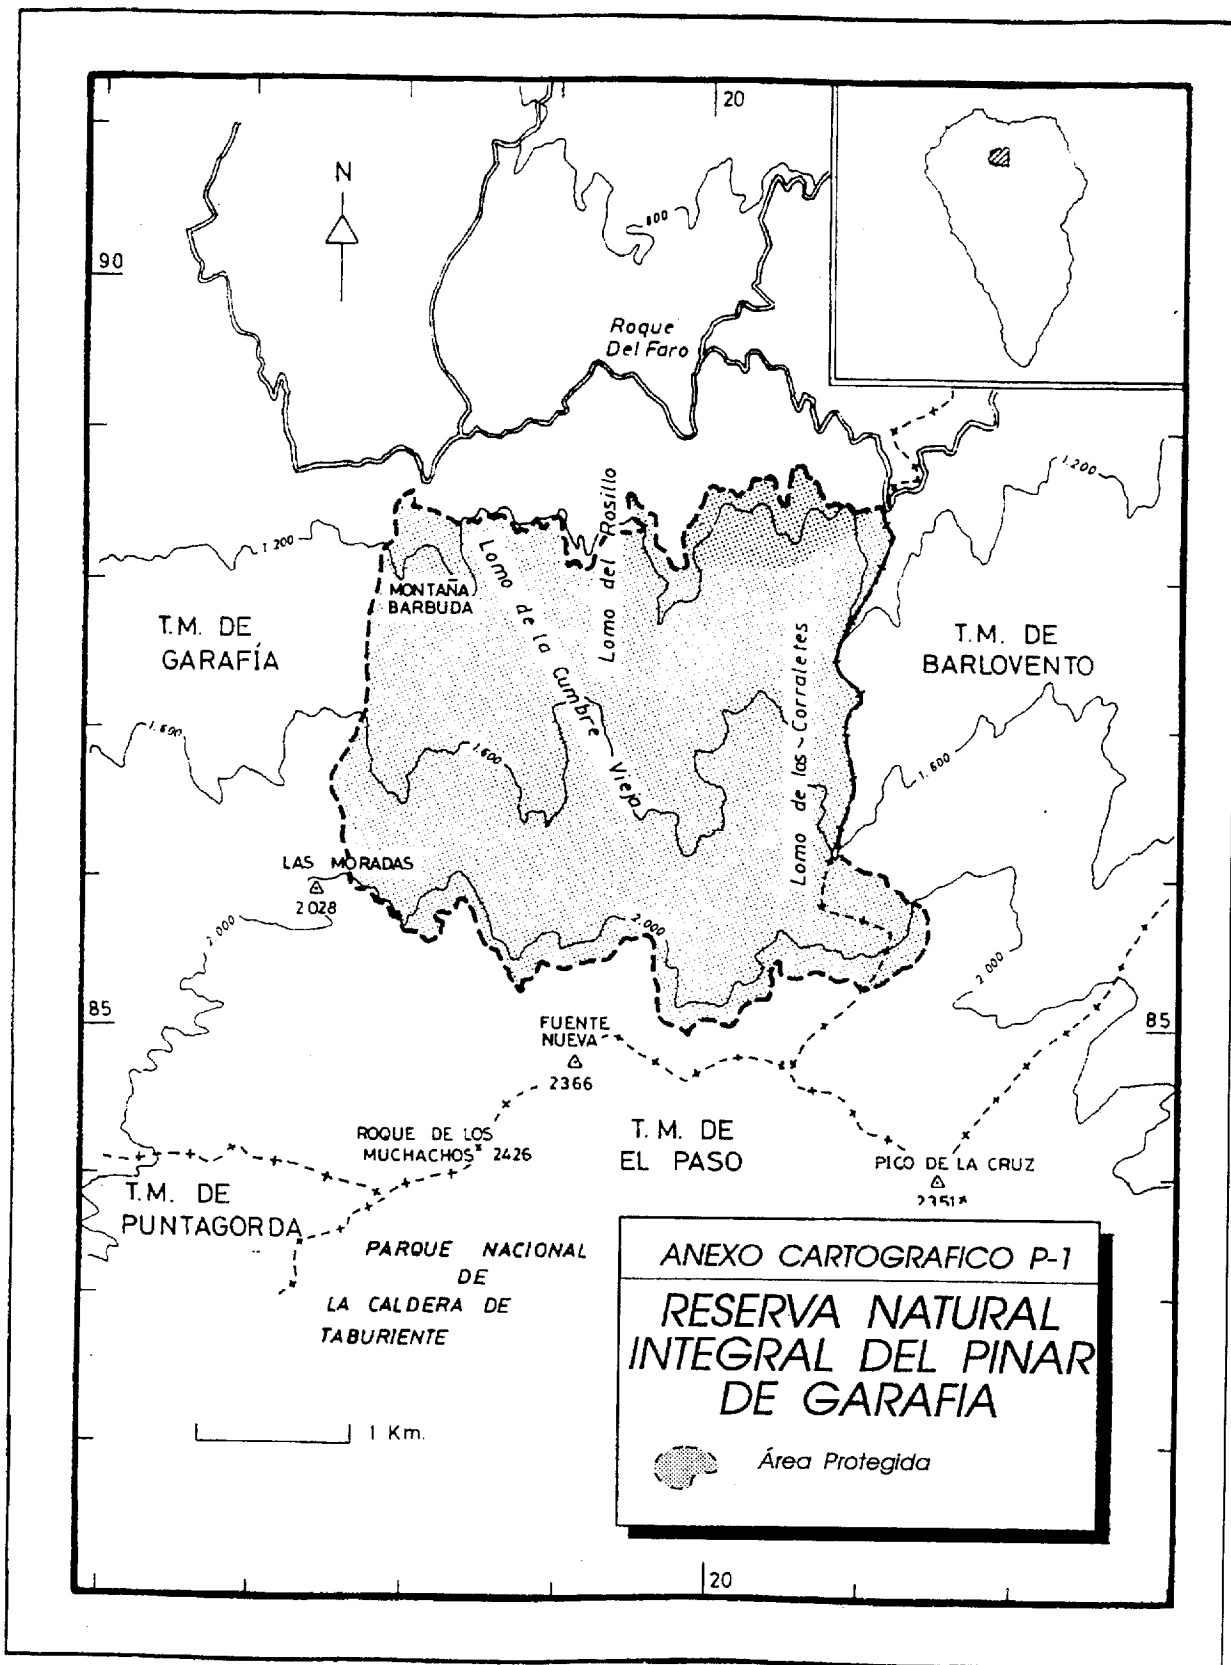 20
N
800
90
Roque
Del Faro
1.200
1.200
Lomo del Rosillo
Lomo de la Cumbre Vieja
MONTAÑA
BARBUDA
T.M. DE
GARAFÍA
Lomo de los Corraletes
T.M. DE
BARLOVENTO
1.600
1.600
1.600
LAS MORADAS
2028
2.000
2.000
2.000
85
FUENTE
NUEVA
2366
85
ROQUE DE LOS
MUCHACHOS 2426
T.M. DE
EL PASO
PICO DE LA CRUZ
2351
T.M. DE
PUNTAGORDA
PARQUE NACIONAL
DE
LA CALDERA DE
TABURIENTE
ANEXO CARTOGRAFICO P-1
RESERVA NATURAL
INTEGRAL DEL PINAR
DE GARAFIA
Área Protegida
1 Km.
20